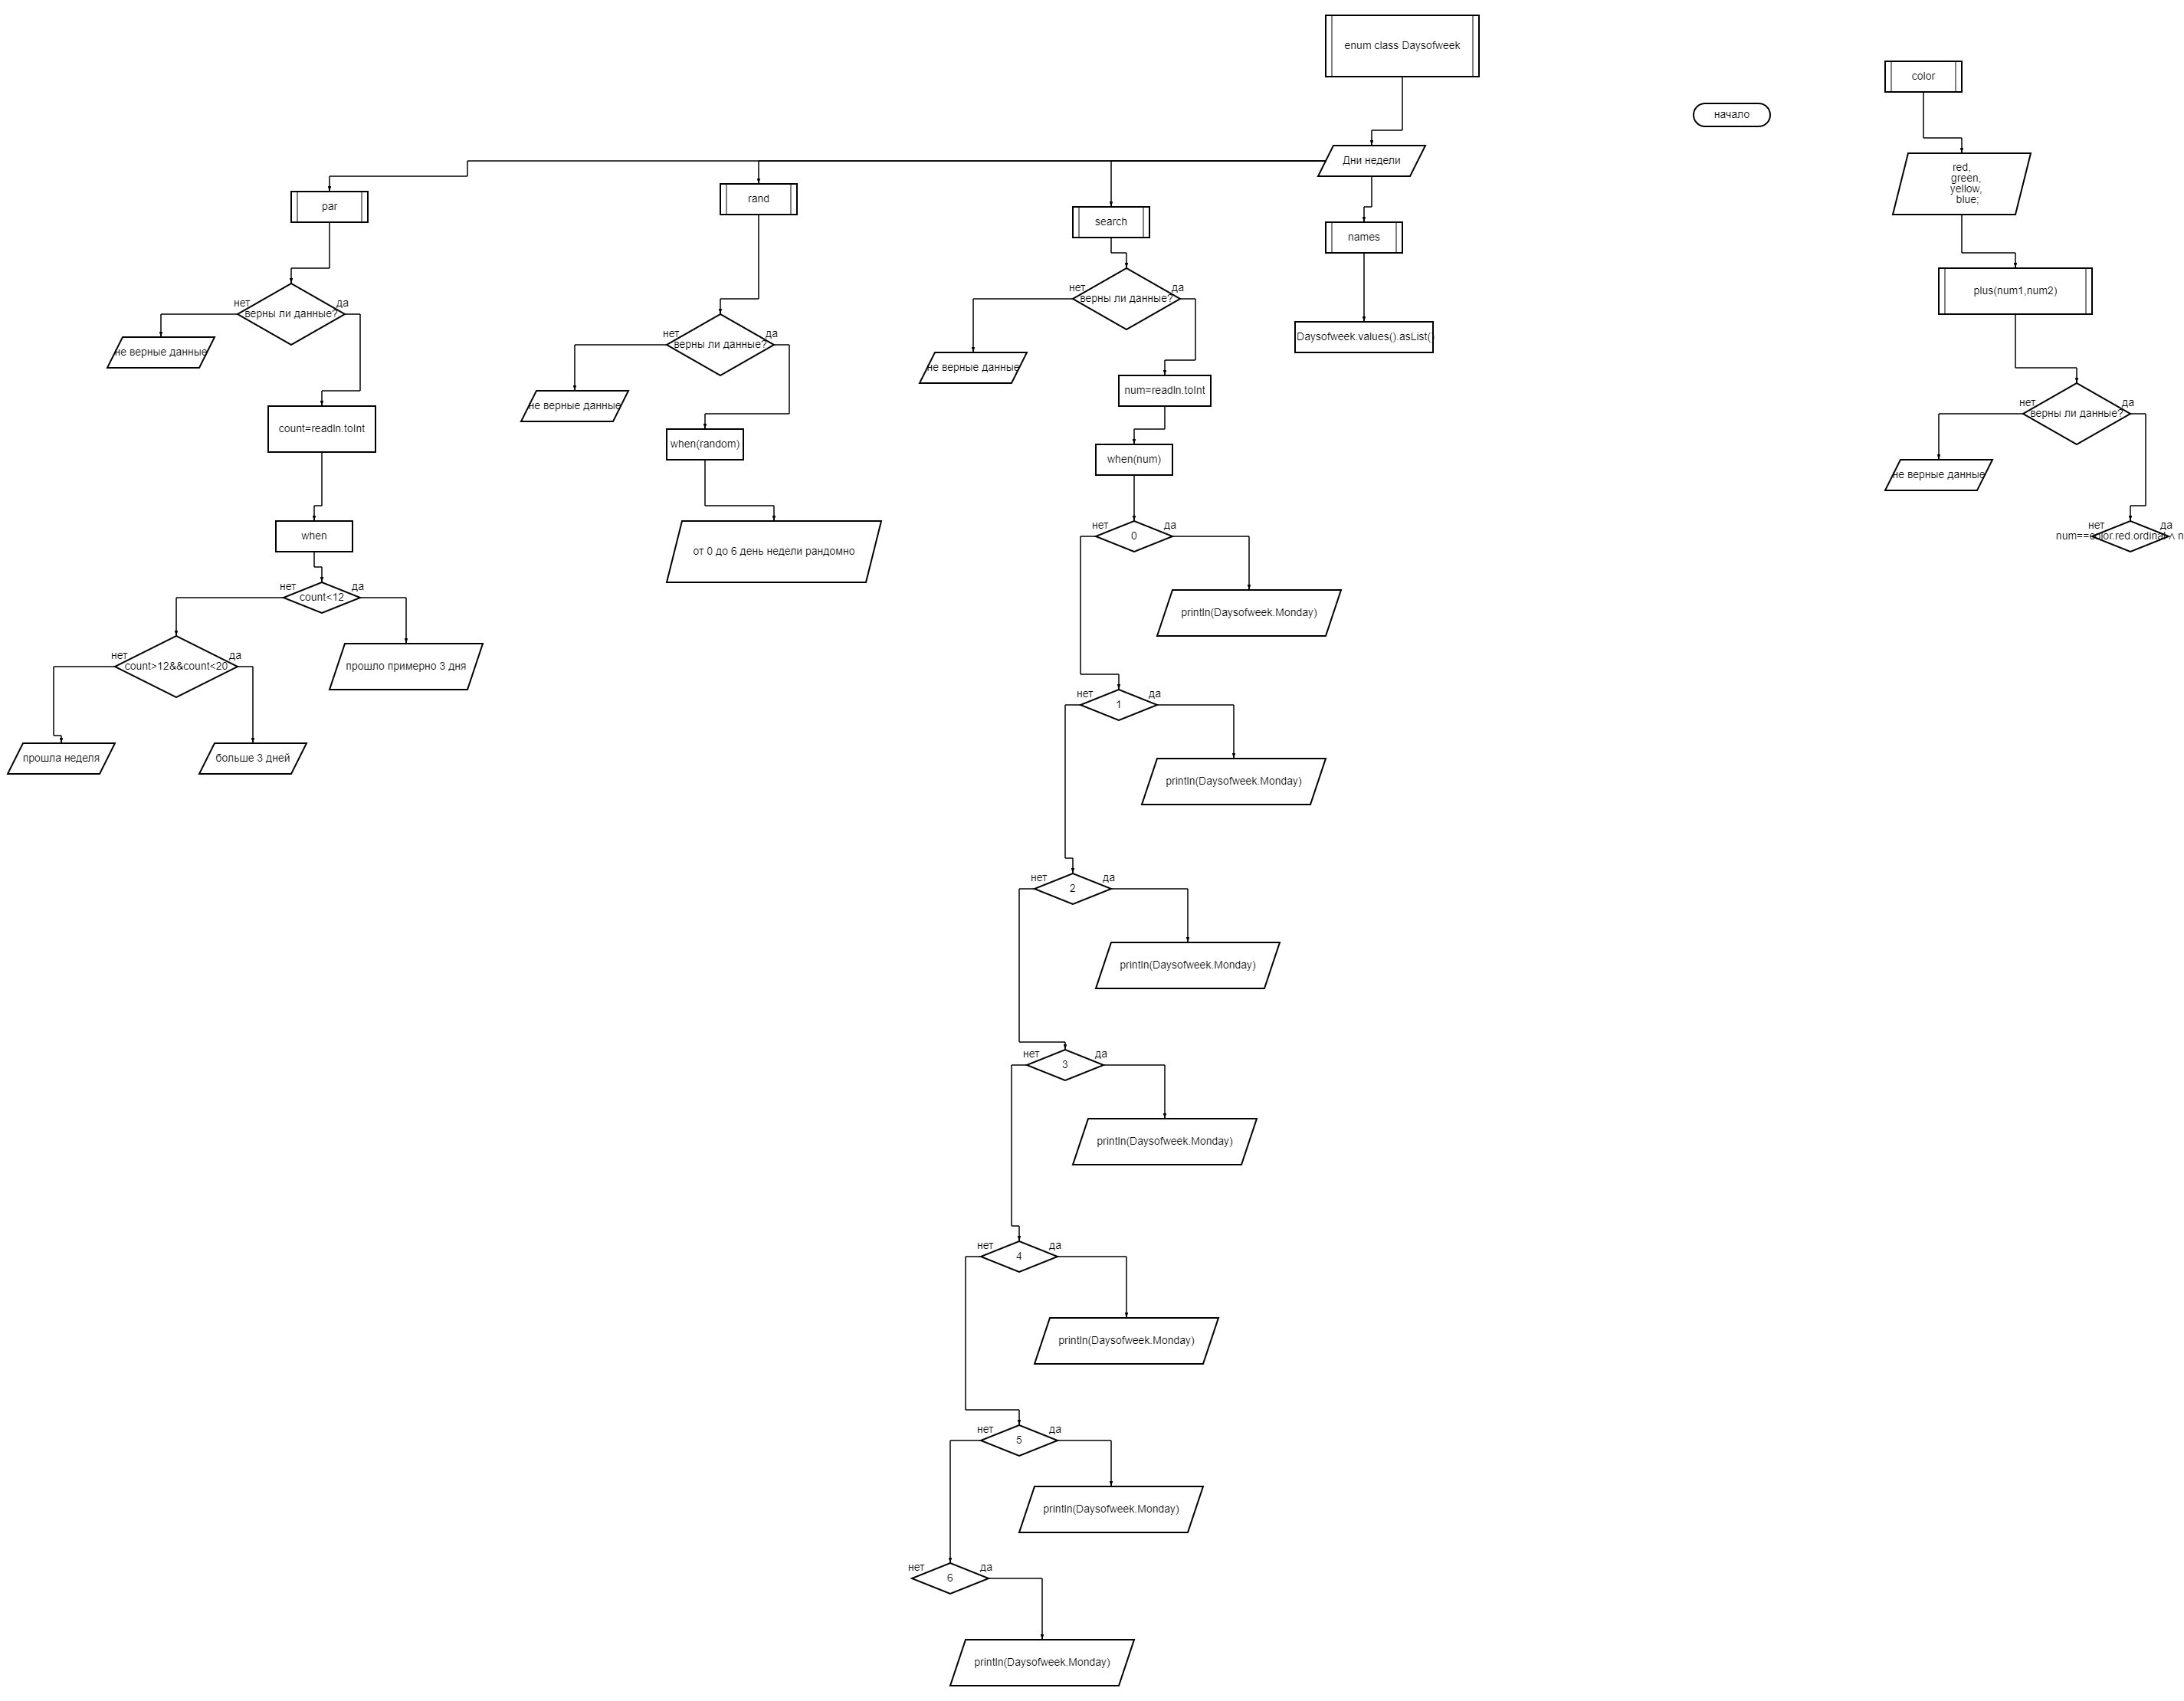 enum class Daysofweek
Дни недели
names
Daysofweek.values().asList()
par
нет
да
верны ли данные?
не верные данные
count=readln.toInt
when
нет
да
count<12
прошло примерно 3 дня
нет
да
count>12&&count<20
прошла неделя
больше 3 дней
rand
нет
да
верны ли данные?
не верные данные
when(random)
от 0 до 6 день недели рандомно
search
нет
да
верны ли данные?
не верные данные
num=readln.toInt
when(num)
нет
да
0
println(Daysofweek.Monday)
нет
да
1
println(Daysofweek.Monday)
нет
да
2
println(Daysofweek.Monday)
нет
да
3
println(Daysofweek.Monday)
нет
да
4
println(Daysofweek.Monday)
нет
да
5
println(Daysofweek.Monday)
нет
да
6
println(Daysofweek.Monday)
начало
color
red,
green,
yellow,
blue;
plus(num1,num2)
нет
да
верны ли данные?
не верные данные
нет
да
num==color.red.ordinal